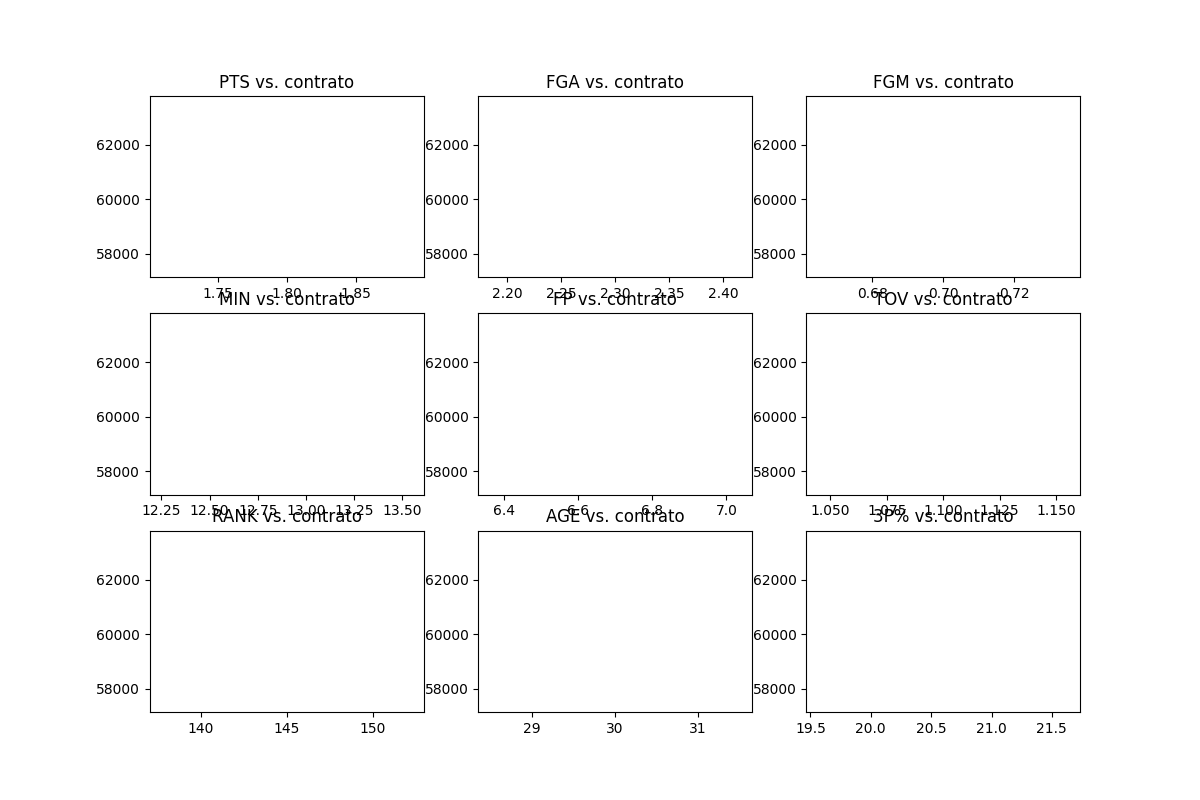 PTS vs. contrato
62000
60000
58000
1.75 1.80 1.85
FGA vs. contrato
62000
60000
58000
2.20 2.25 2.30 2.35 2.40
FGM vs. contrato
62000
60000
58000
0.68 0.70 0.72
MIN vs. contrato
62000
60000
58000
12.25 12.50 12.75 13.00 13.25 13.50
FP vs. contrato
62000
60000
58000
6.4 6.6 6.8 7.0
TOV vs. contrato
62000
60000
58000
1.050 1.075 1.100 1.125 1.150
RANK vs. contrato
62000
60000
58000
140 145 150
AGE vs. contrato
62000
60000
58000
29 30 31
3P% vs. contrato
62000
60000
58000
19.5 20.0 20.5 21.0 21.5